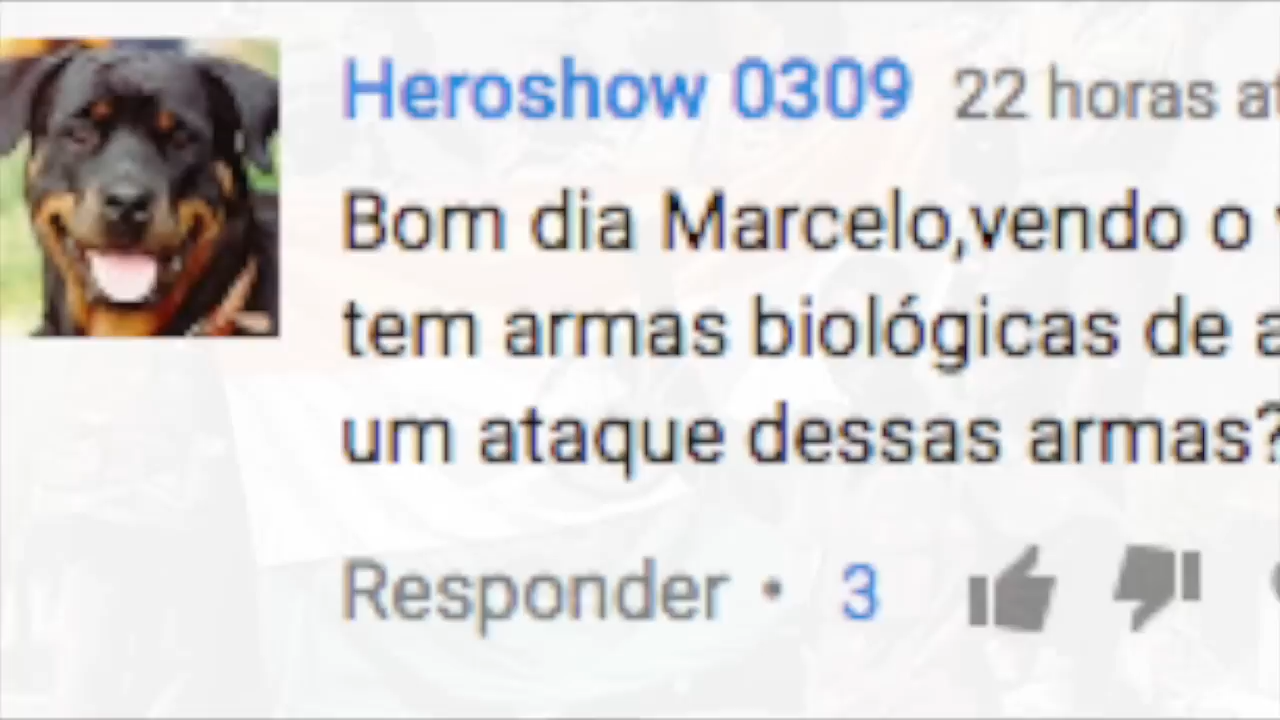 Heroshow 0309 22 horas
Bom dia Marcelo,vendo o
tem armas biológicas de
um ataque dessas armas?
Responder • 3